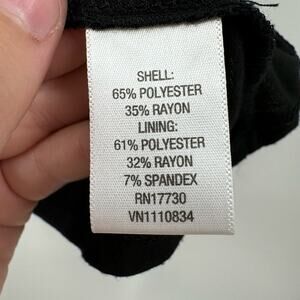 SHELL:
65% POLYESTER
35% RAYON
LINING:
61% POLYESTER
32% RAYON
7% SPANDEX
RN17730
VN1110834